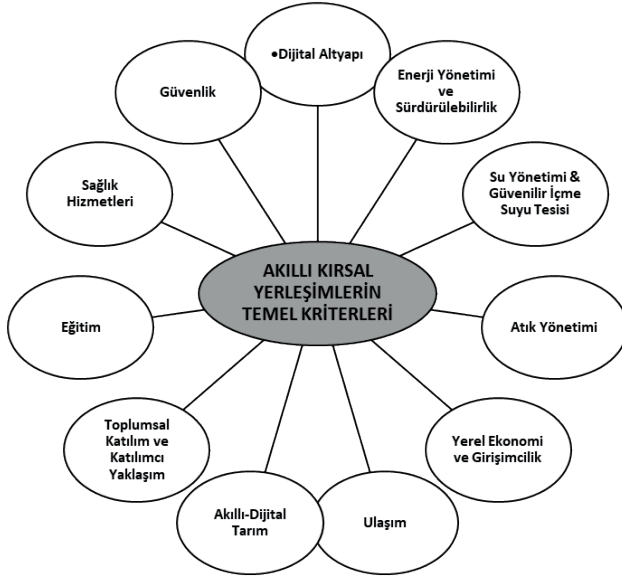 •Dijital Altyapı
Enerji Yönetimi
ve
Sürdürülebilirlik
Su Yönetimi &
Güvenilir İçme
Suyu Tesisi
Atık Yönetimi
Yerel Ekonomi
ve Girişimcilik
Ulaşım
Akıllı-Dijital
Tarım
Toplumsal
Katılım ve
Katılımcı
Yaklaşım
Eğitim
Sağlık
Hizmetleri
Güvenlik
AKILLI KIRSAL
YERLEŞİMLERİN
TEMEL KRİTERLERİ